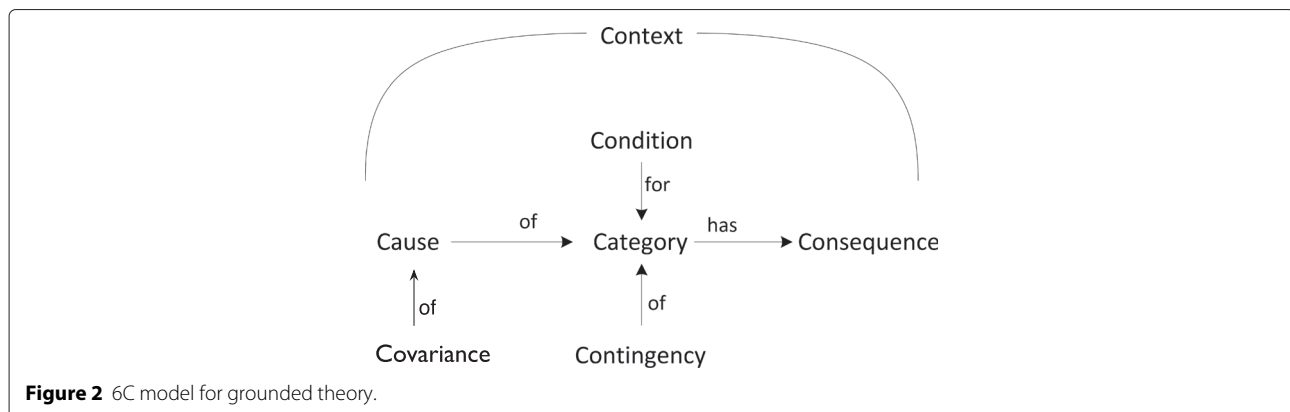 Context
Condition
for
of
has
Cause
Category
Consequence
of
of
Covariance
Contingency
Figure 2 6C model for grounded theory.